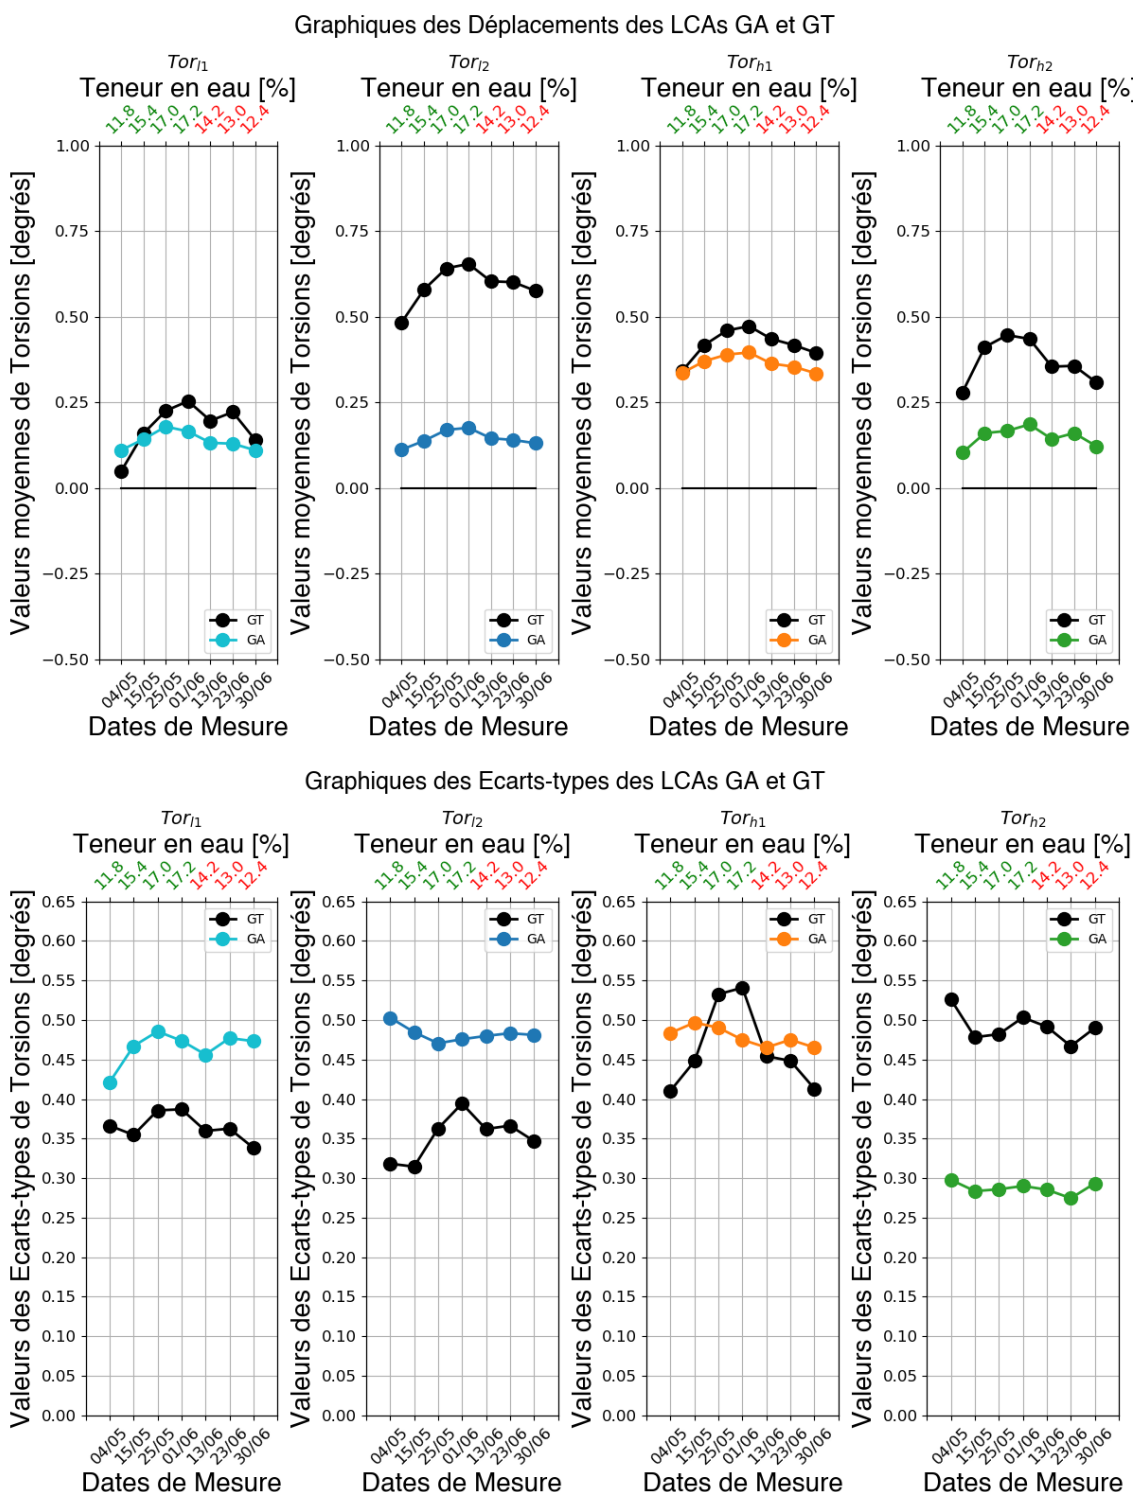 Graphiques des Déplacements des LCAs GA et GT
Tor_l1
Teneur en eau [%]
11.8 15.4 17.0 17.2 14.2 13.0 12.4
1.00
0.75
0.50
0.25
0.00
−0.25
−0.50
Valeurs moyennes de Torsions [degrés]
GT
GA
04/05 15/05 25/05 01/06 13/06 23/06 30/06
Dates de Mesure
Tor_l2
Teneur en eau [%]
11.8 15.4 17.0 17.2 14.2 13.0 12.4
1.00
0.75
0.50
0.25
0.00
−0.25
−0.50
Valeurs moyennes de Torsions [degrés]
GT
GA
04/05 15/05 25/05 01/06 13/06 23/06 30/06
Dates de Mesure
Tor_h1
Teneur en eau [%]
11.8 15.4 17.0 17.2 14.2 13.0 12.4
1.00
0.75
0.50
0.25
0.00
−0.25
−0.50
Valeurs moyennes de Torsions [degrés]
GT
GA
04/05 15/05 25/05 01/06 13/06 23/06 30/06
Dates de Mesure
Tor_h2
Teneur en eau [%]
11.8 15.4 17.0 17.2 14.2 13.0 12.4
1.00
0.75
0.50
0.25
0.00
−0.25
−0.50
Valeurs moyennes de Torsions [degrés]
GT
GA
04/05 15/05 25/05 01/06 13/06 23/06 30/06
Dates de Mesure
Graphiques des Ecarts-types des LCAs GA et GT
Tor_l1
Teneur en eau [%]
11.8 15.4 17.0 17.2 14.2 13.0 12.4
0.65
0.60
0.55
0.50
0.45
0.40
0.35
0.30
0.25
0.20
0.15
0.10
0.05
0.00
Valeurs des Ecarts-types de Torsions [degrés]
GT
GA
04/05 15/05 25/05 01/06 13/06 23/06 30/06
Dates de Mesure
Tor_l2
Teneur en eau [%]
11.8 15.4 17.0 17.2 14.2 13.0 12.4
0.65
0.60
0.55
0.50
0.45
0.40
0.35
0.30
0.25
0.20
0.15
0.10
0.05
0.00
Valeurs des Ecarts-types de Torsions [degrés]
GT
GA
04/05 15/05 25/05 01/06 13/06 23/06 30/06
Dates de Mesure
Tor_h1
Teneur en eau [%]
11.8 15.4 17.0 17.2 14.2 13.0 12.4
0.65
0.60
0.55
0.50
0.45
0.40
0.35
0.30
0.25
0.20
0.15
0.10
0.05
0.00
Valeurs des Ecarts-types de Torsions [degrés]
GT
GA
04/05 15/05 25/05 01/06 13/06 23/06 30/06
Dates de Mesure
Tor_h2
Teneur en eau [%]
11.8 15.4 17.0 17.2 14.2 13.0 12.4
0.65
0.60
0.55
0.50
0.45
0.40
0.35
0.30
0.25
0.20
0.15
0.10
0.05
0.00
Valeurs des Ecarts-types de Torsions [degrés]
GT
GA
04/05 15/05 25/05 01/06 13/06 23/06 30/06
Dates de Mesure